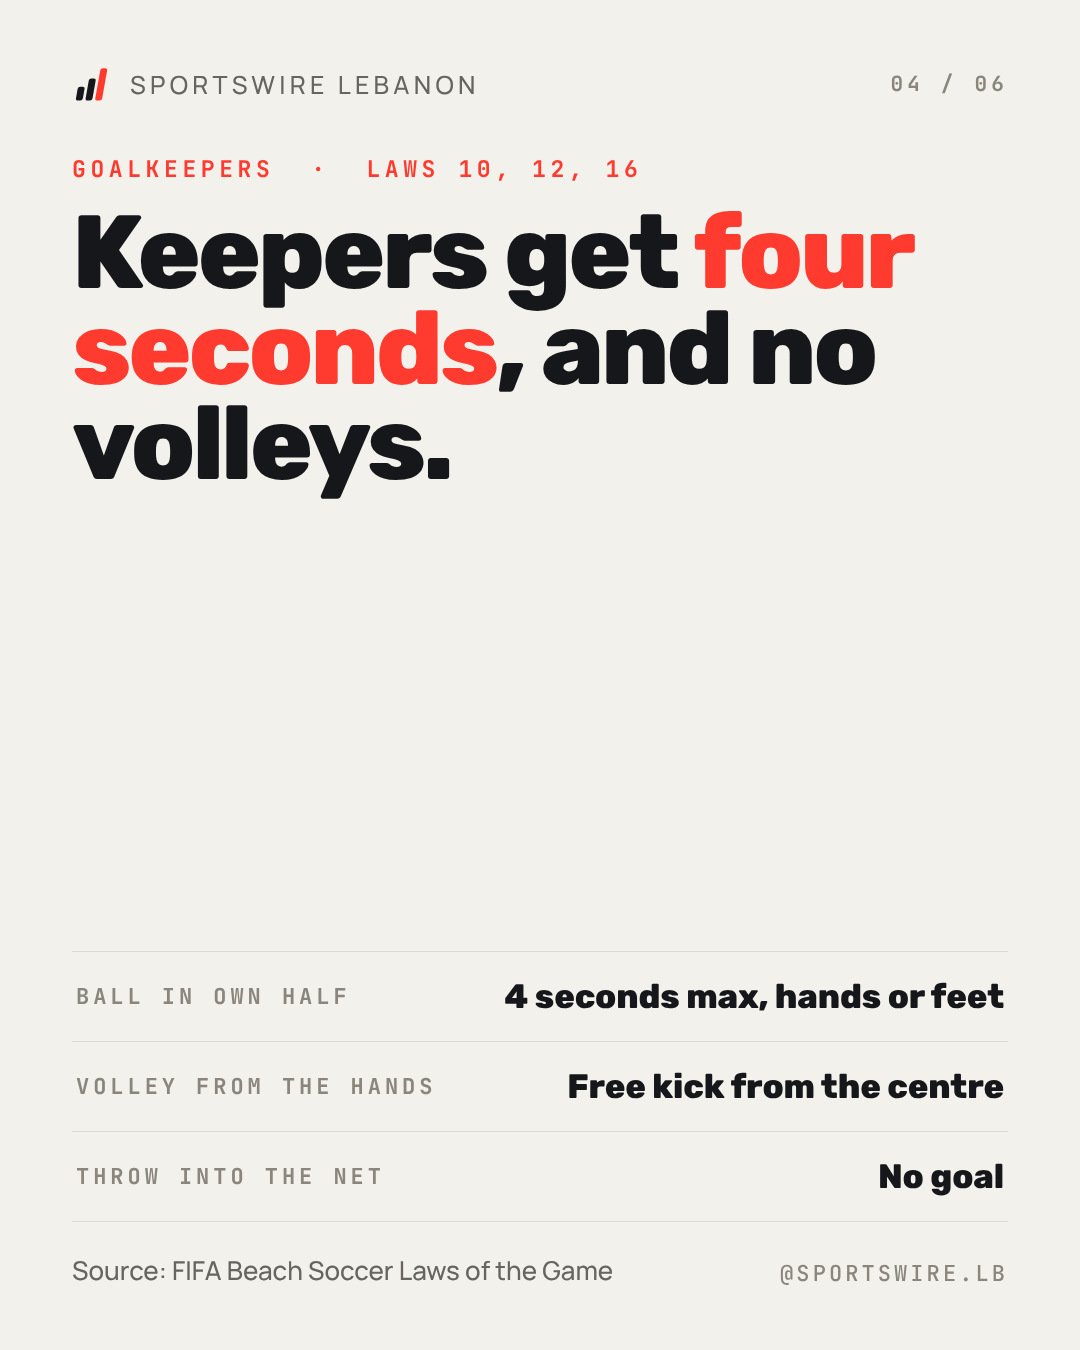 SPORTSWIRE LEBANON
04 / 06
GOALKEEPERS · LAWS 10, 12, 16
Keepers get four
seconds, and no
volleys.
BALL IN OWN HALF
4 seconds max, hands or feet
VOLLEY FROM THE HANDS
Free kick from the centre
THROW INTO THE NET
No goal
Source: FIFA Beach Soccer Laws of the Game
@SPORTSWIRE.LB